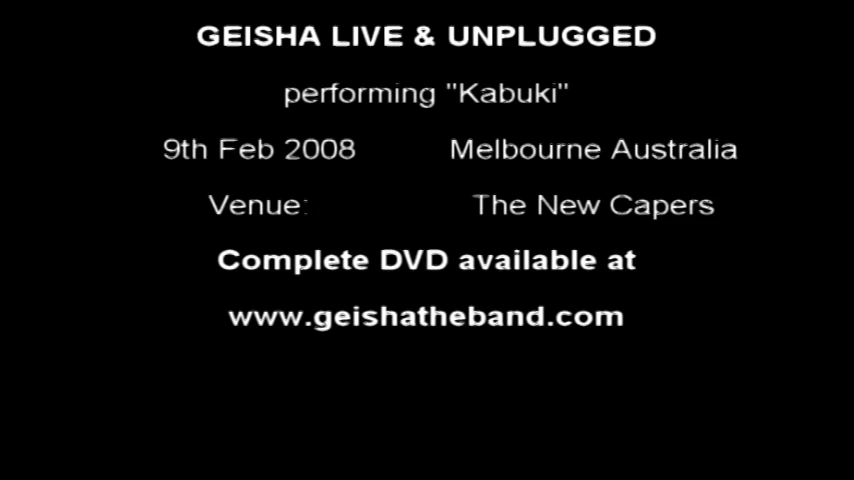 GEISHA LIVE & UNPLUGGED
performing "Kabuki"
9th Feb 2008 Melbourne Australia
Venue: The New Capers
Complete DVD available at
www.geishatheband.com